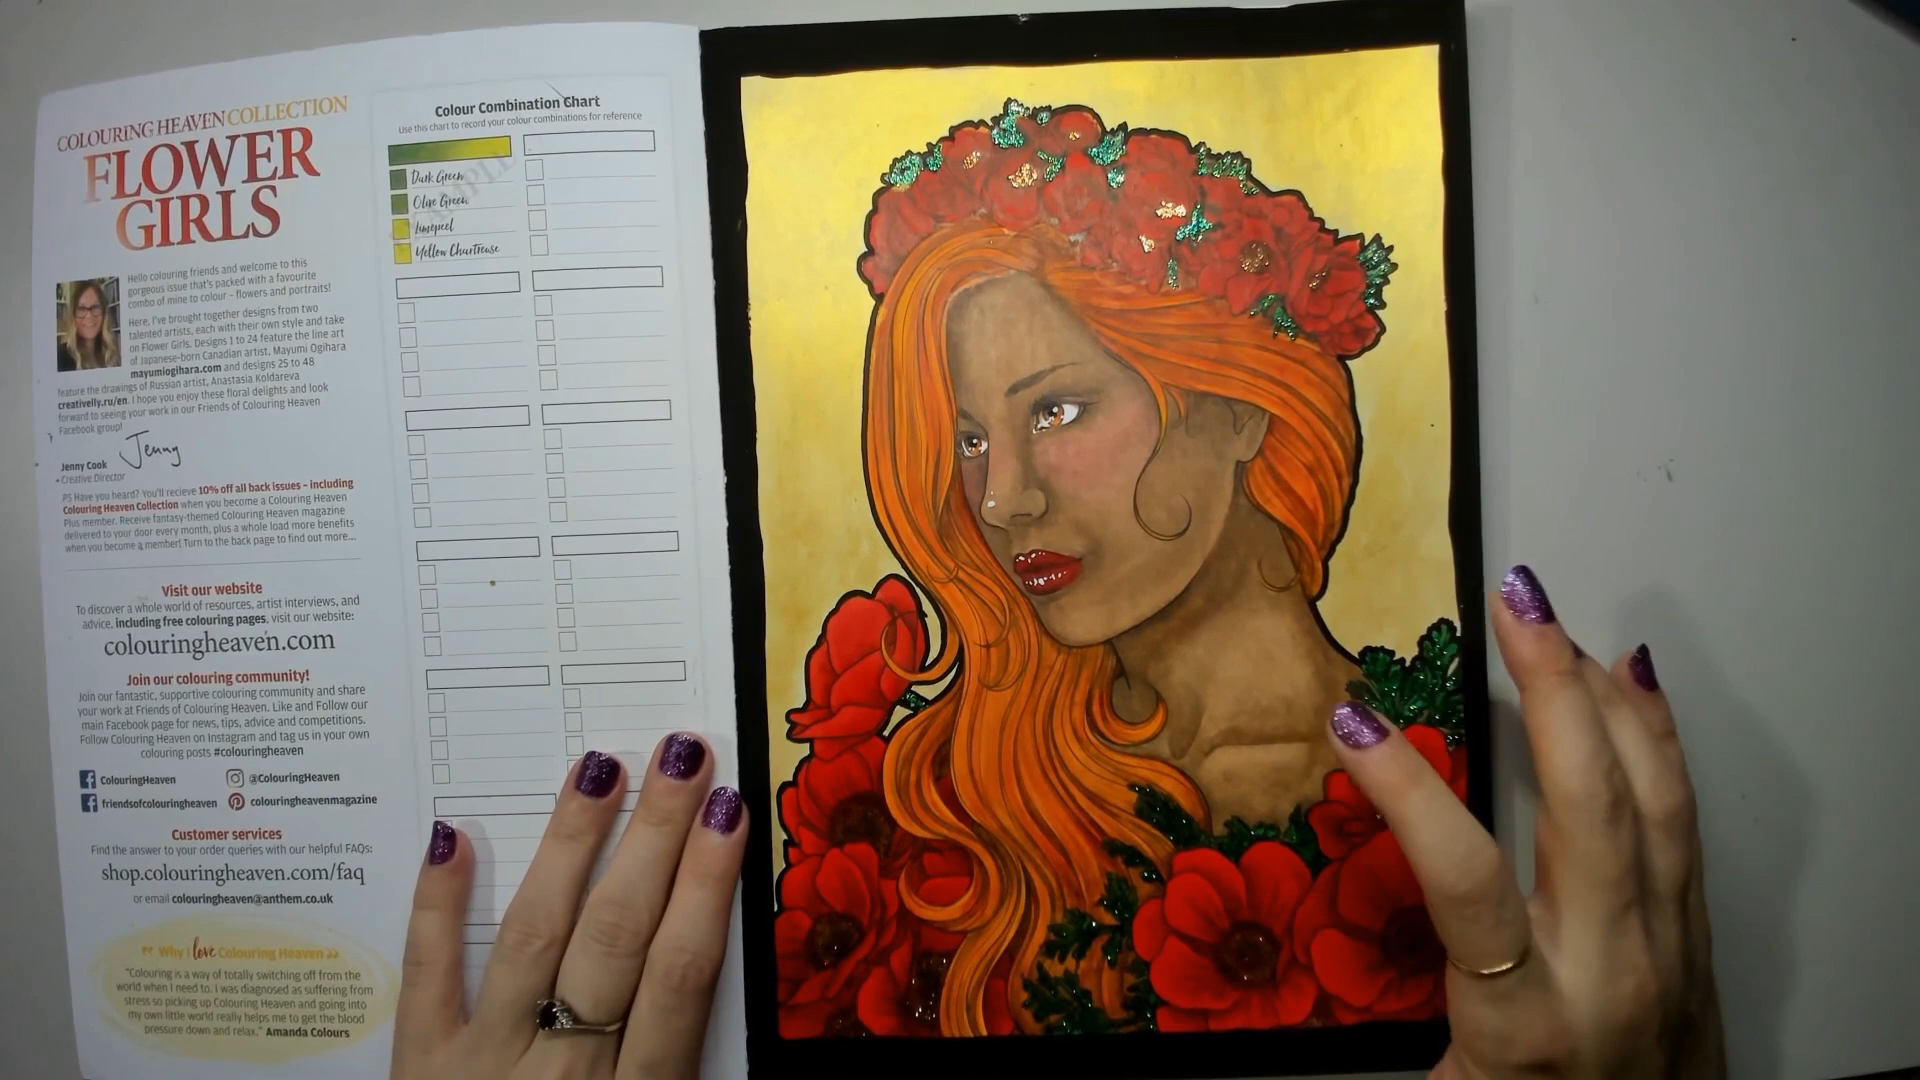 COLOURING HEAVEN COLLECTION
FLOWER
GIRLS
Hello colouring friends and welcome to this
gorgeous issue that's packed with a favourite
combo of mine to colour – flowers and portraits!
Here, I've brought together designs from two
talented artists, each with their own style and take
on Flower Girls. Designs 1 to 24 feature the line art
of Japanese-born Canadian artist, Mayumi Ogihara
mayumiogihara.com and designs 25 to 48
feature the drawings of Russian artist, Anastasia Koldareva
creativelly.ru/en. I hope you enjoy these floral delights and look
forward to seeing your work in our Friends of Colouring Heaven
Facebook group!
Jenny
Jenny Cook
Creative Director
PS Have you heard? You'll recieve 10% off all back issues – including
Colouring Heaven Collection when you become a Colouring Heaven
Plus member. Receive fantasy-themed Colouring Heaven magazine
delivered to your door every month, plus a whole load more benefits
when you become a member! Turn to the back page to find out more...
Visit our website
To discover a whole world of resources, artist interviews, and
advice, including free colouring pages, visit our website:
colouringheaven.com
Join our colouring community!
Join our fantastic, supportive colouring community and share
your work at Friends of Colouring Heaven. Like and Follow our
main Facebook page for news, tips, advice and competitions.
Follow Colouring Heaven on Instagram and tag us in your own
colouring posts #colouringheaven
ColouringHeaven
@ColouringHeaven
friendsofcolouringheaven
colouringheavenmagazine
Customer services
Find the answer to your order queries with our helpful FAQs:
shop.colouringheaven.com/faq
or email colouringheaven@anthem.co.uk
Why I love Colouring Heaven
"Colouring is a way of totally switching off from the
world when I need to. I was diagnosed as suffering from
stress so picking up Colouring Heaven and going into
my own little world really helps me to get the blood
pressure down and relax." Amanda Colours
Colour Combination Chart
Use this chart to record your colour combinations for reference
SAMPLE
Dark Green
Olive Green
Limepeel
Yellow Chartreuse